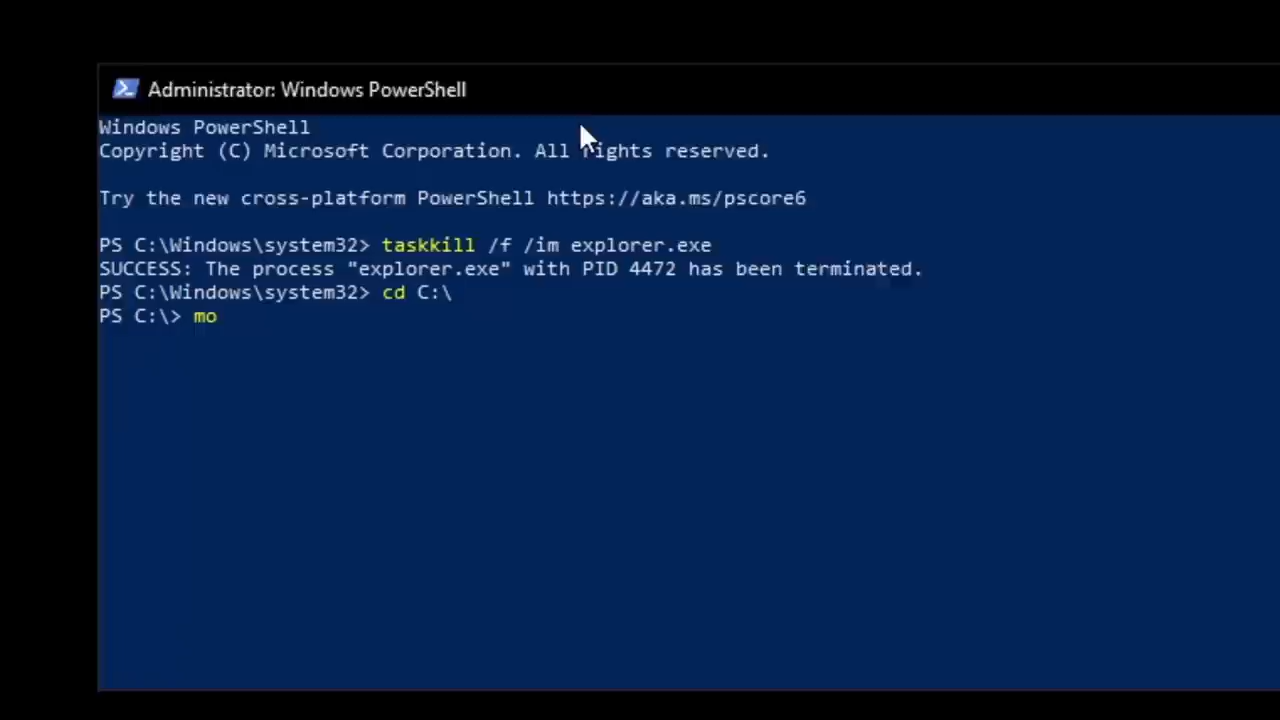 Administrator: Windows PowerShell
Windows PowerShell
Copyright (C) Microsoft Corporation. All rights reserved.
Try the new cross-platform PowerShell https://aka.ms/pscore6
PS C:\Windows\system32> taskkill /f /im explorer.exe
SUCCESS: The process "explorer.exe" with PID 4472 has been terminated.
PS C:\Windows\system32> cd C:\
PS C:\> mo